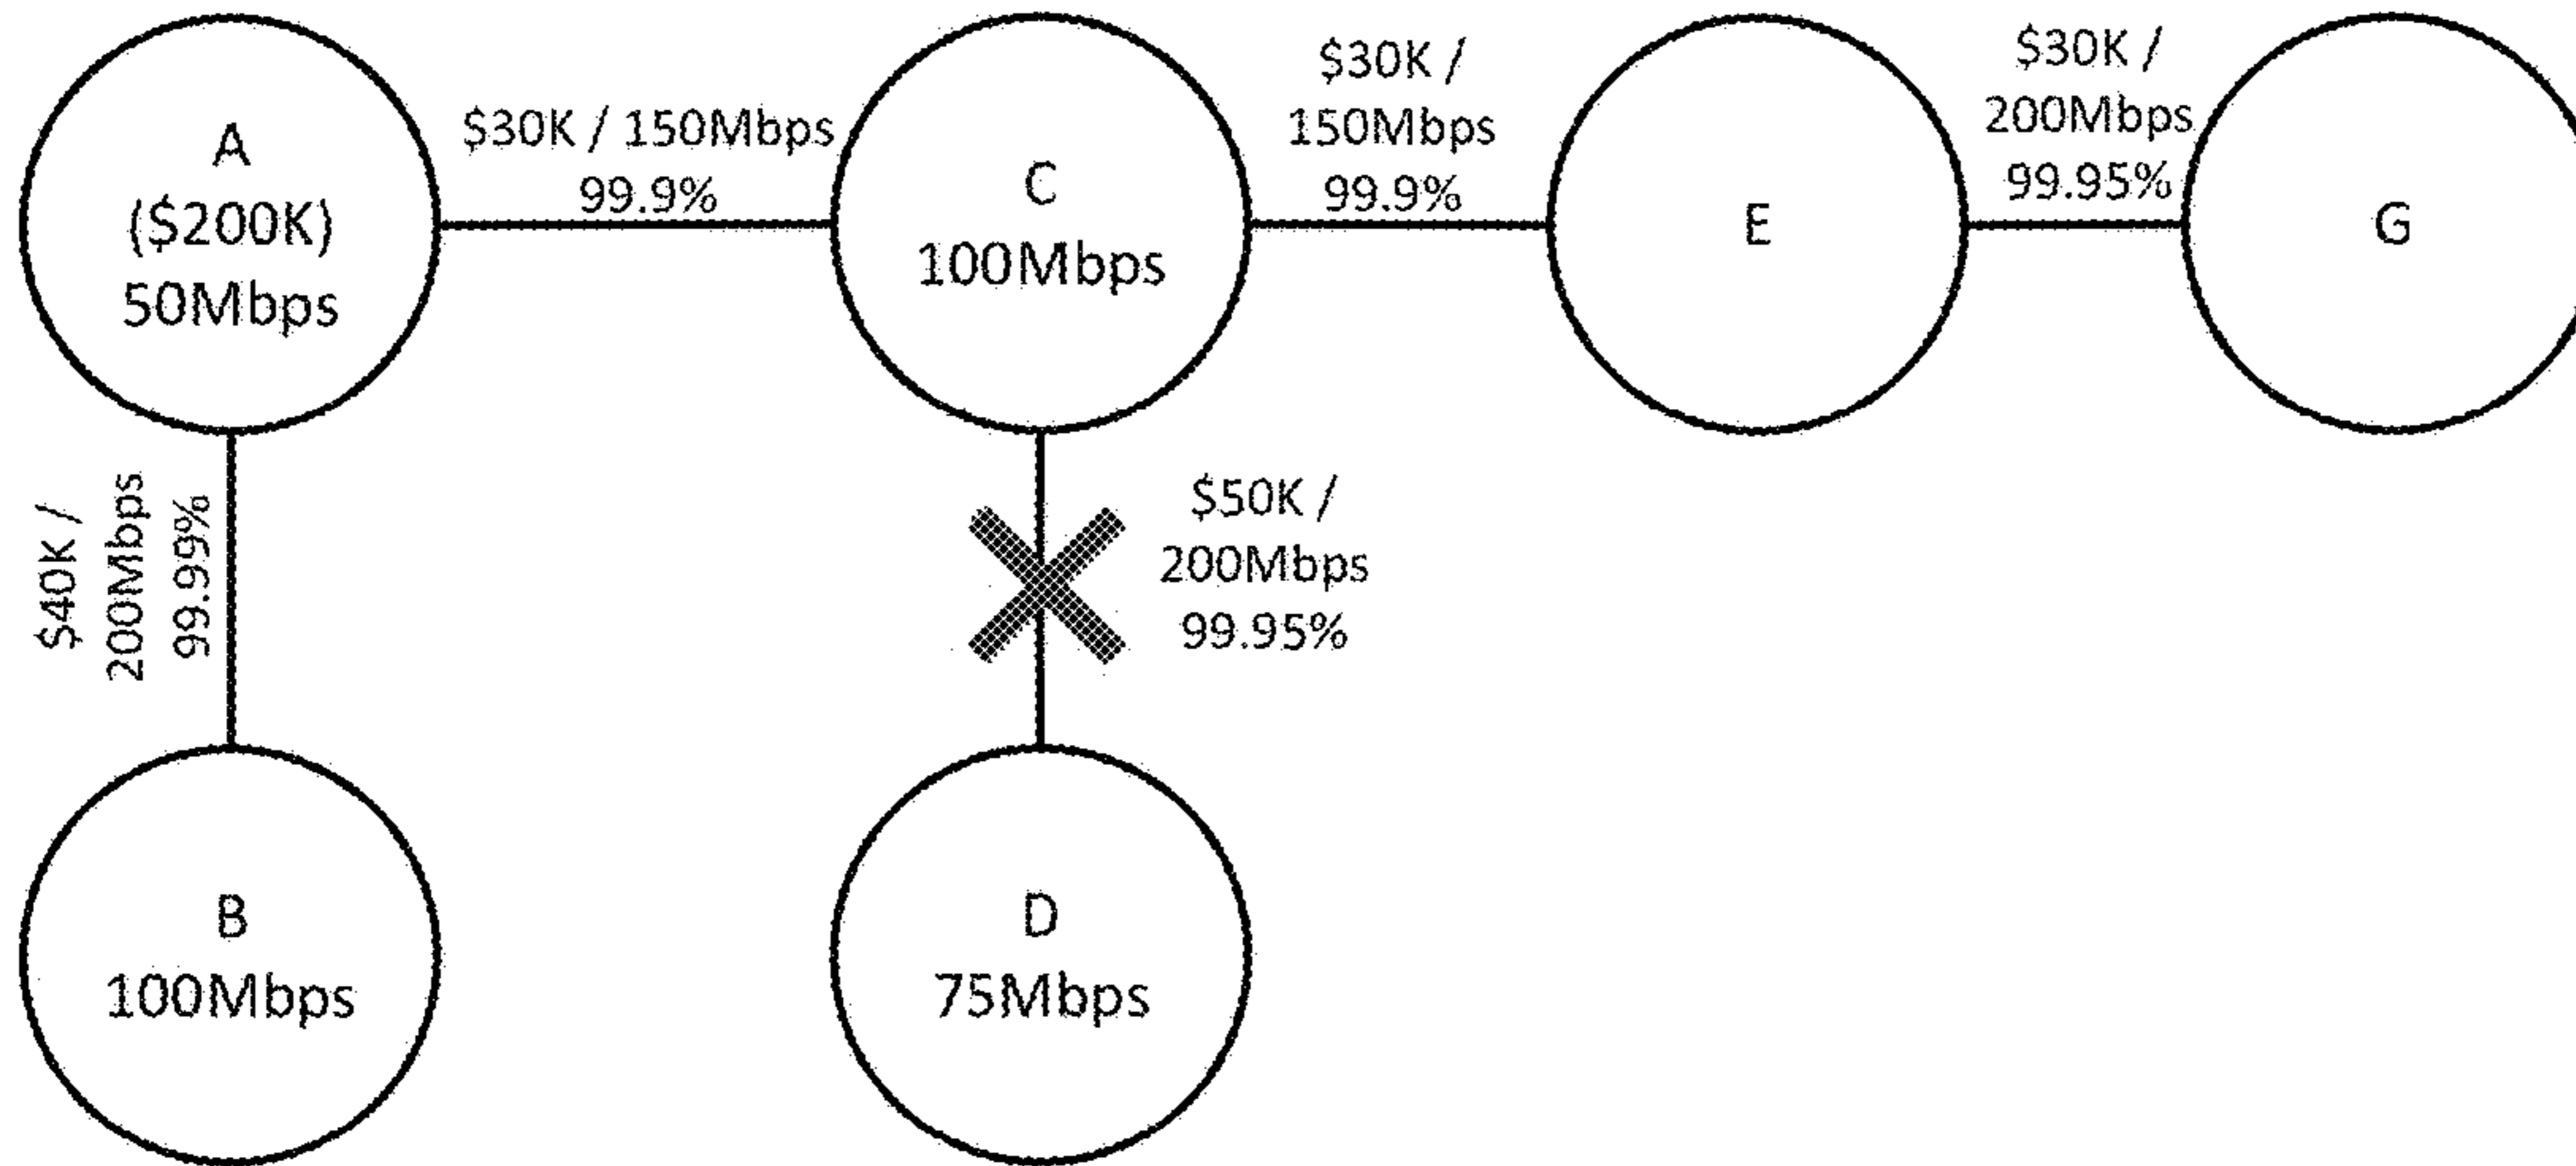 A
($200K)
50Mbps
$30K / 150Mbps
99.9%
C
100Mbps
$30K /
150Mbps
99.9%
E
$30K /
200Mbps
99.95%
G
$40K /
200Mbps
99.99%
$50K /
200Mbps
99.95%
B
100Mbps
D
75Mbps